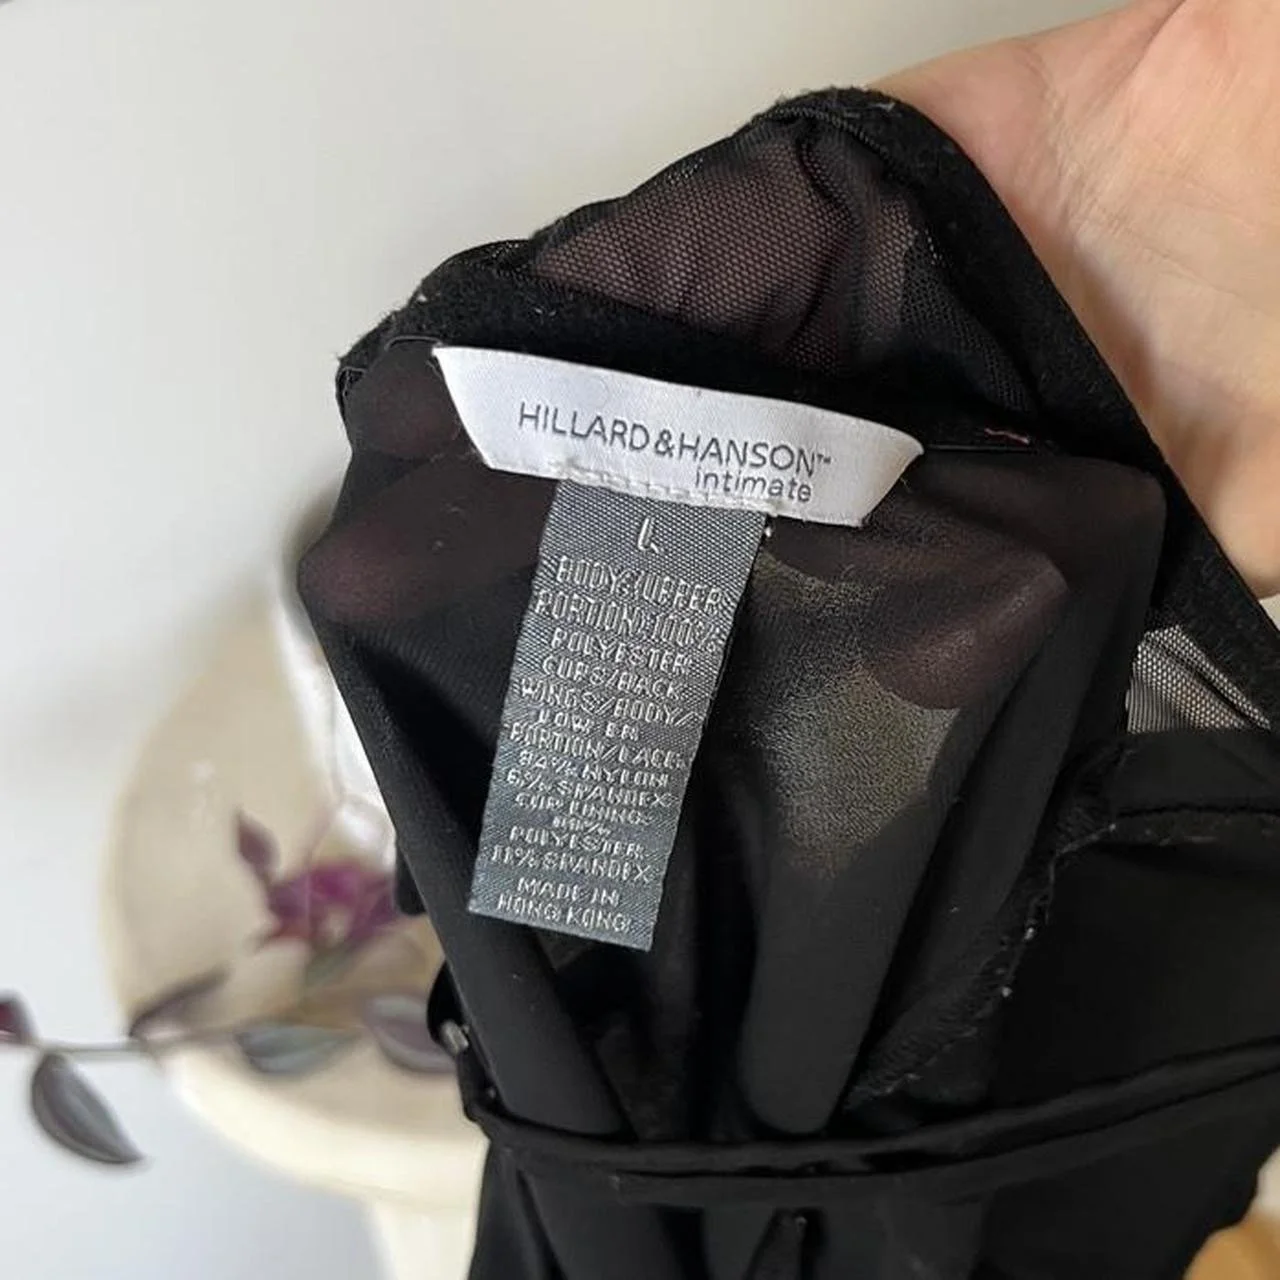 HILLARD & HANSON™
intimate
L
BODY:/UPPER
PORTION:100%
POLYESTER
CUPS/BACK
WINGS/BODY/
LOWER
PORTION/LACE:
94% NYLON
6% SPANDEX
CUP LINING:
POLYESTER
11% SPANDEX
MADE IN
HONG KONG